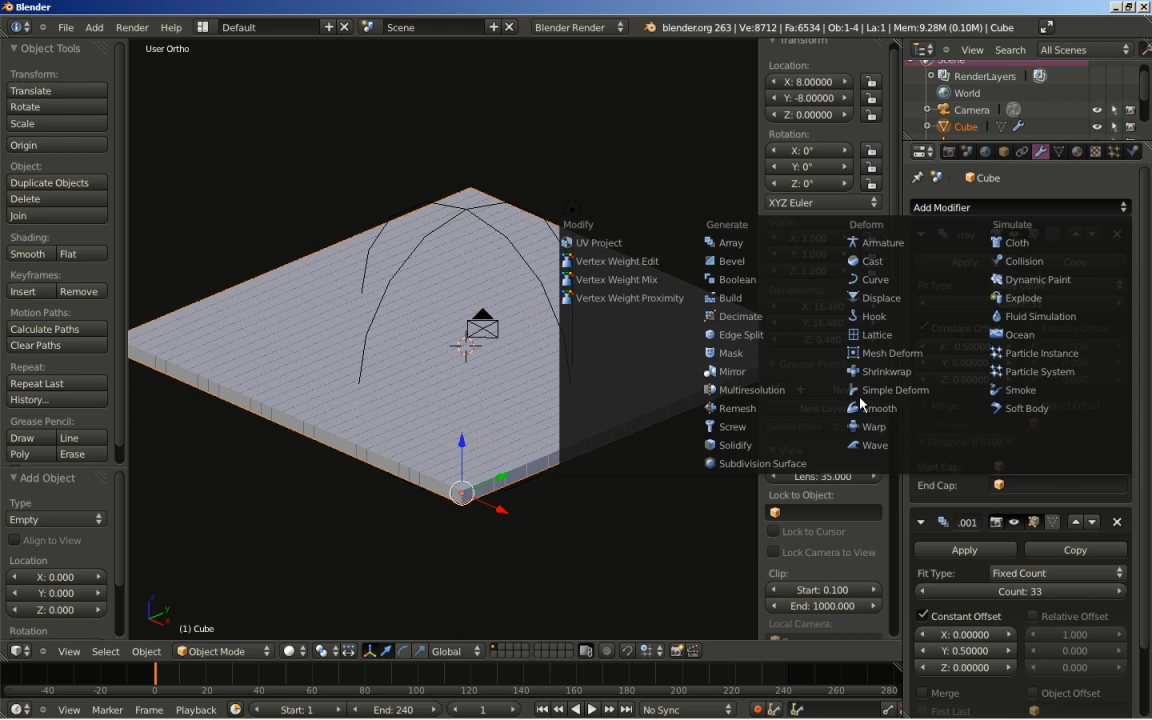 Blender
File Add Render Help Default Scene Blender Render blender.org 263 | Ve:8712 | Fa:6534 | Ob:1-4 | La:1 | Mem:9.28M (0.10M) | Cube
Object Tools
Transform:
Translate
Rotate
Scale
Origin
Object:
Duplicate Objects
Delete
Join
Shading:
Smooth Flat
Keyframes:
Insert Remove
Motion Paths:
Calculate Paths
Clear Paths
Repeat:
Repeat Last
History...
Grease Pencil:
Draw Line
Poly Erase
Add Object
Type
Empty
Align to View
Location
X: 0.000
Y: 0.000
Z: 0.000
Rotation
User Ortho
(1) Cube
Transform
Location:
X: 8.00000
Y: -8.00000
Z: 0.00000
Rotation:
X: 0°
Y: 0°
Z: 0°
XYZ Euler
Modify
UV Project
Vertex Weight Edit
Vertex Weight Mix
Vertex Weight Proximity
Generate
Array
Bevel
Boolean
Build
Decimate
Edge Split
Mask
Mirror
Multiresolution
Remesh
Screw
Solidify
Subdivision Surface
Deform
Armature
Cast
Curve
Displace
Hook
Lattice
Mesh Deform
Shrinkwrap
Simple Deform
Smooth
Warp
Wave
Simulate
Cloth
Collision
Dynamic Paint
Explode
Fluid Simulation
Ocean
Particle Instance
Particle System
Smoke
Soft Body
Lens: 35.000
Lock to Object:
Lock to Cursor
Lock Camera to View
Clip:
Start: 0.100
End: 1000.000
Local Camera:
View Search All Scenes
Scene
RenderLayers
World
Camera
Cube
Cube
Add Modifier
Start Cap:
End Cap:
.001
Apply Copy
Fit Type: Fixed Count
Count: 33
Constant Offset Relative Offset
X: 0.00000 1.000
Y: 0.50000 0.000
Z: 0.00000 0.000
Merge Object Offset
First Last
View Select Object Object Mode Global
-40 -20 0 20 40 60 80 100 120 140 160 180 200 220 240 260 280
View Marker Frame Playback Start: 1 End: 240 1 No Sync